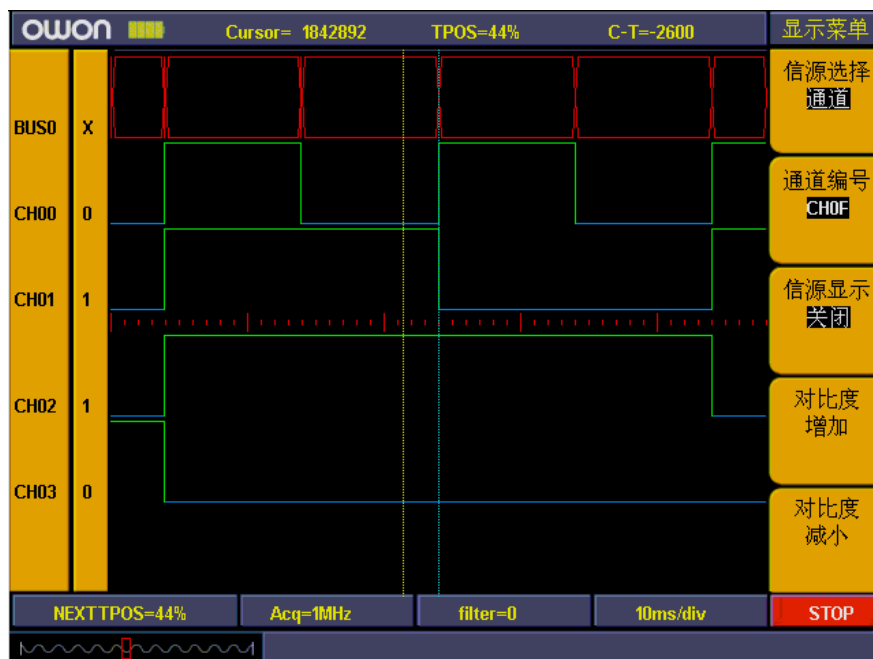 OWON Cursor= 1842892 TPOS=44% C-T=-2600 显示菜单
信源选择
通道
BUS0 X
通道编号
CH0F
CH00 0
信源显示
关闭
CH01 1
对比度
增加
CH02 1
CH03 0
对比度
减小
NEXTTPOS=44% Acq=1MHz filter=0 10ms/div STOP